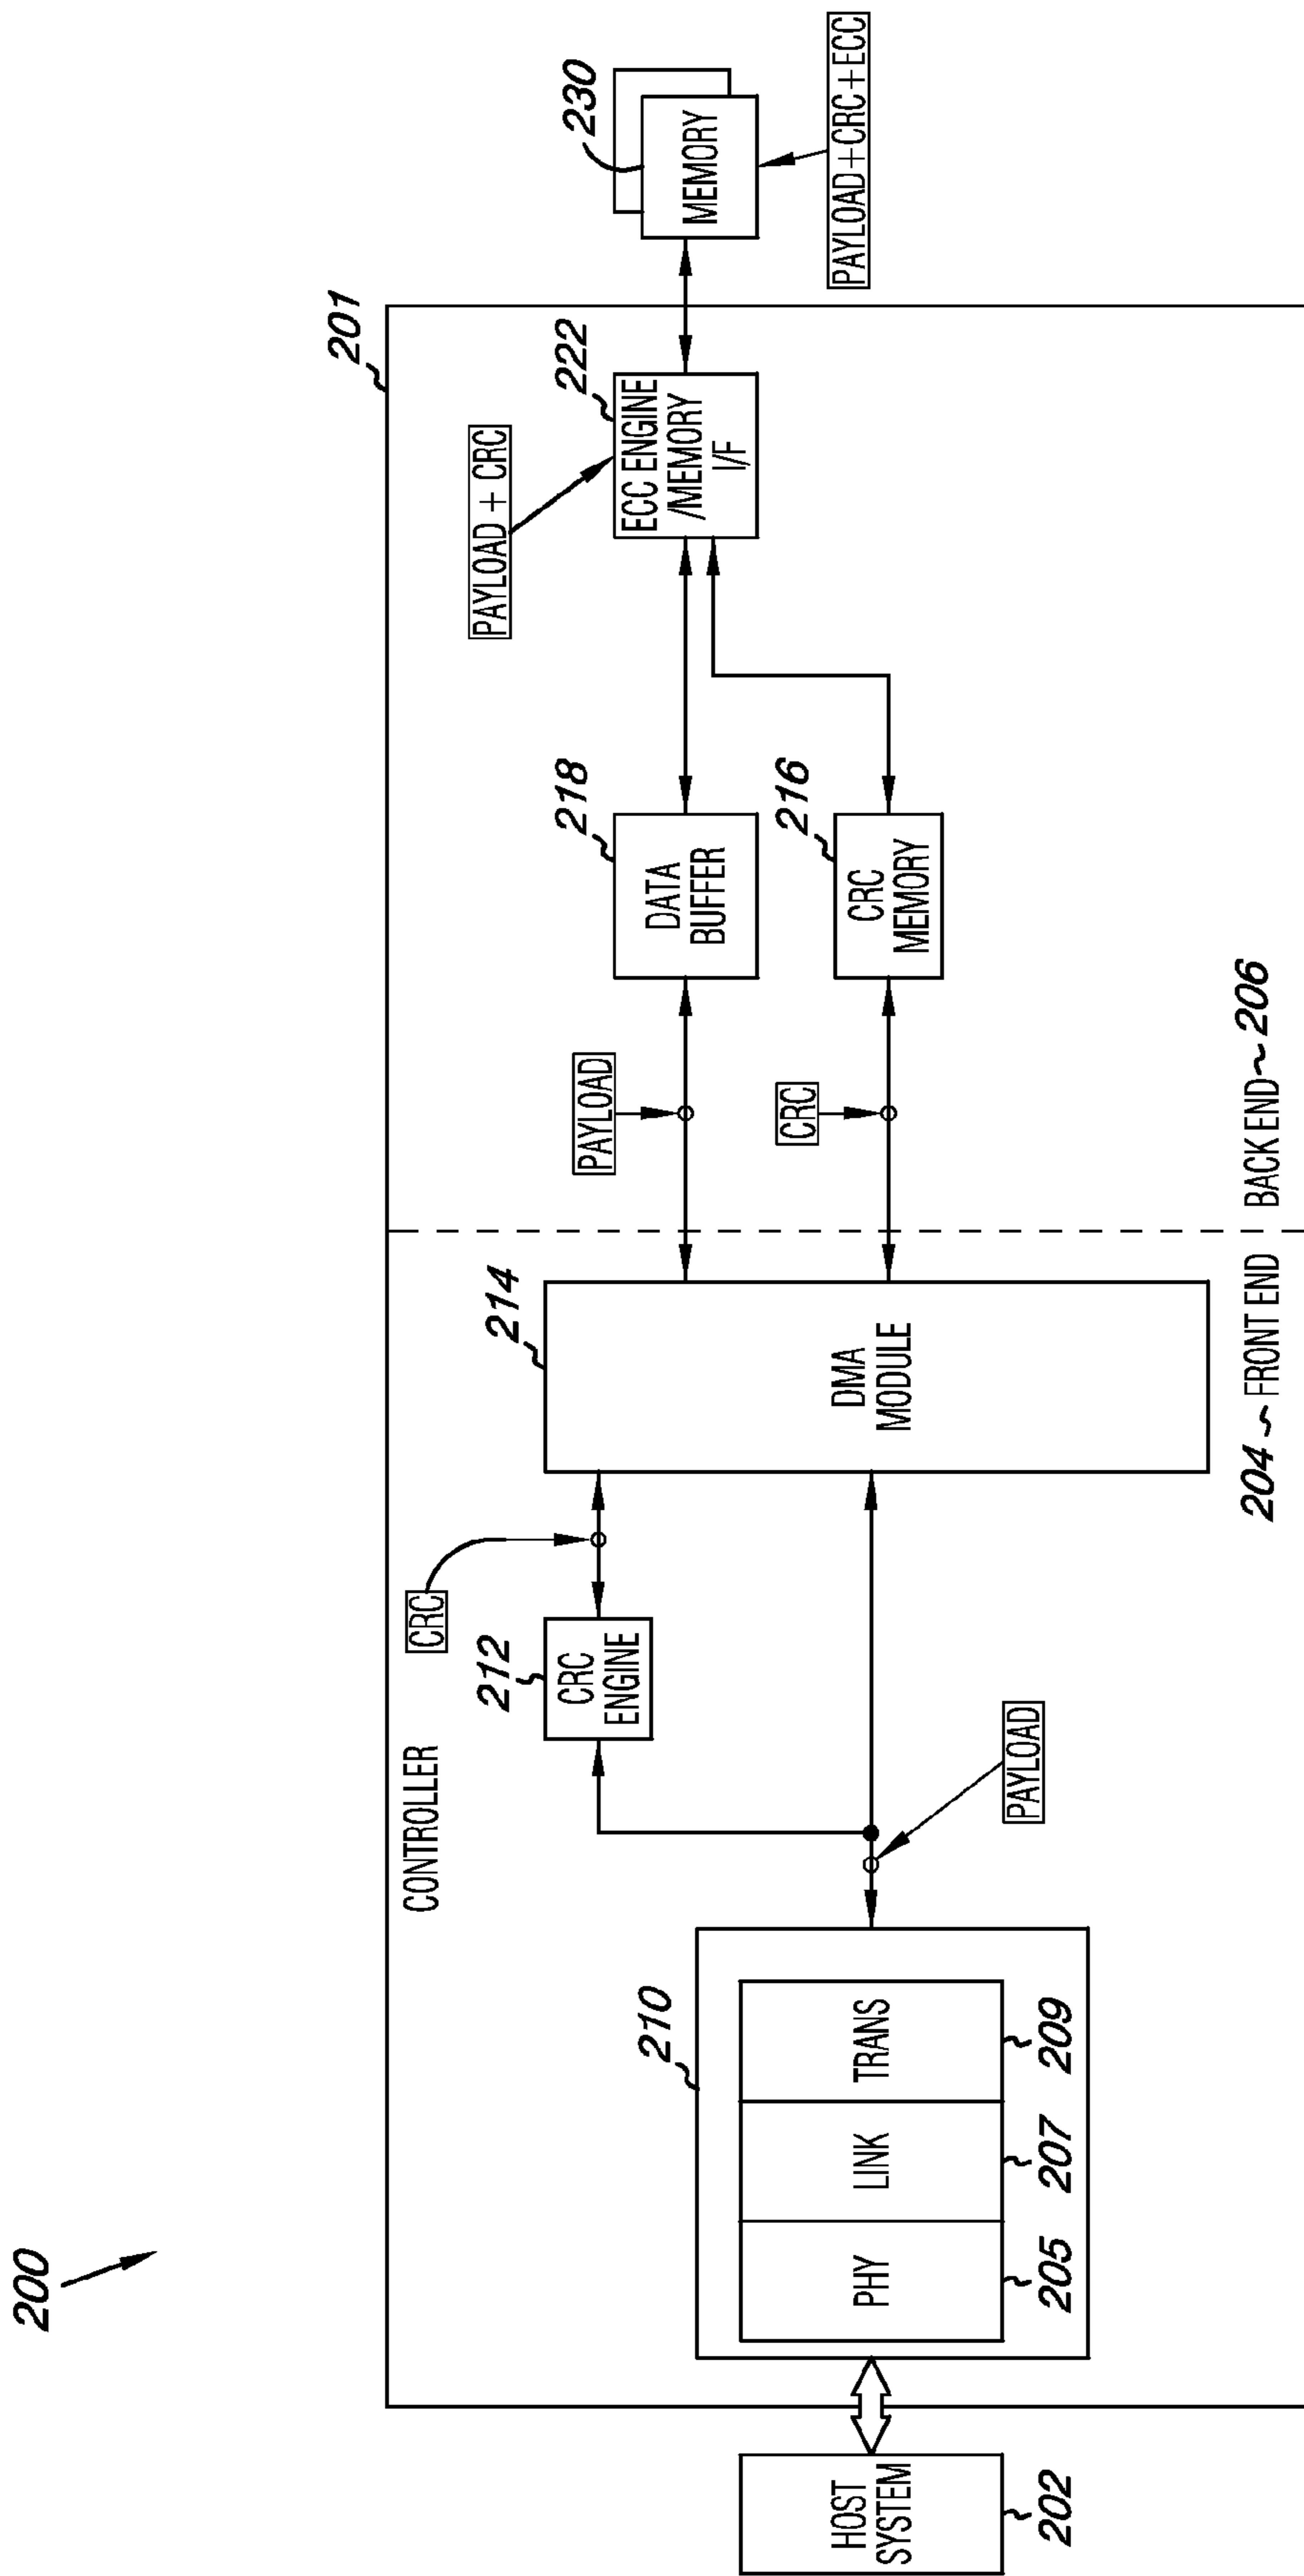 200
201
CONTROLLER
HOST
SYSTEM
202
210
PHY
LINK
TRANS
205
207
209
PAYLOAD
212
CRC
ENGINE
CRC
214
DMA
MODULE
204
FRONT END
BACK END
206
PAYLOAD
CRC
218
DATA
BUFFER
216
CRC
MEMORY
PAYLOAD + CRC
222
ECC ENGINE
/MEMORY
I/F
230
MEMORY
PAYLOAD+CRC+ECC